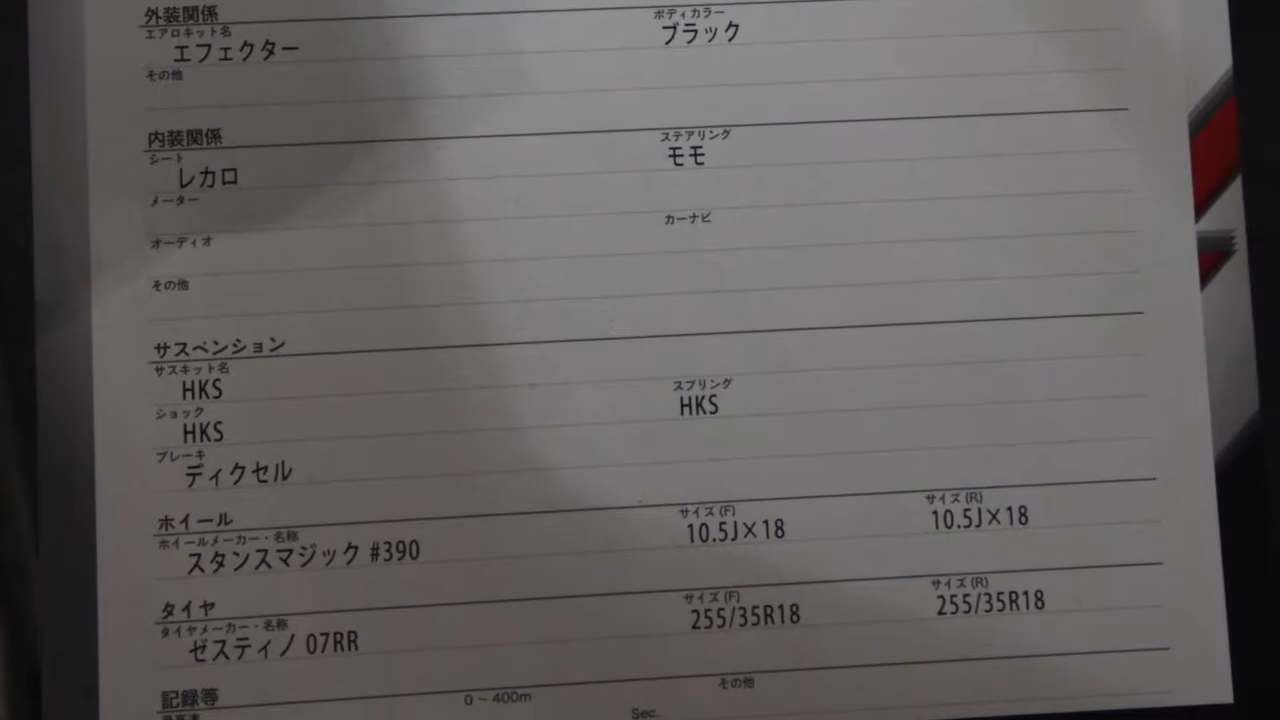 外装関係
エアロキット名 ボディカラー
エフェクター ブラック
その他
内装関係
シート ステアリング
レカロ モモ
メーター
オーディオ カーナビ
その他
サスペンション
サスキット名
HKS
ショック スプリング
HKS HKS
ブレーキ
ディクセル
ホイール
ホイールメーカー・名称 サイズ(F) サイズ(R)
スタンスマジック #390 10.5J×18 10.5J×18
タイヤ
タイヤメーカー・名称 サイズ(F) サイズ(R)
ゼスティノ 07RR 255/35R18 255/35R18
記録等
0～400m その他
Sec.